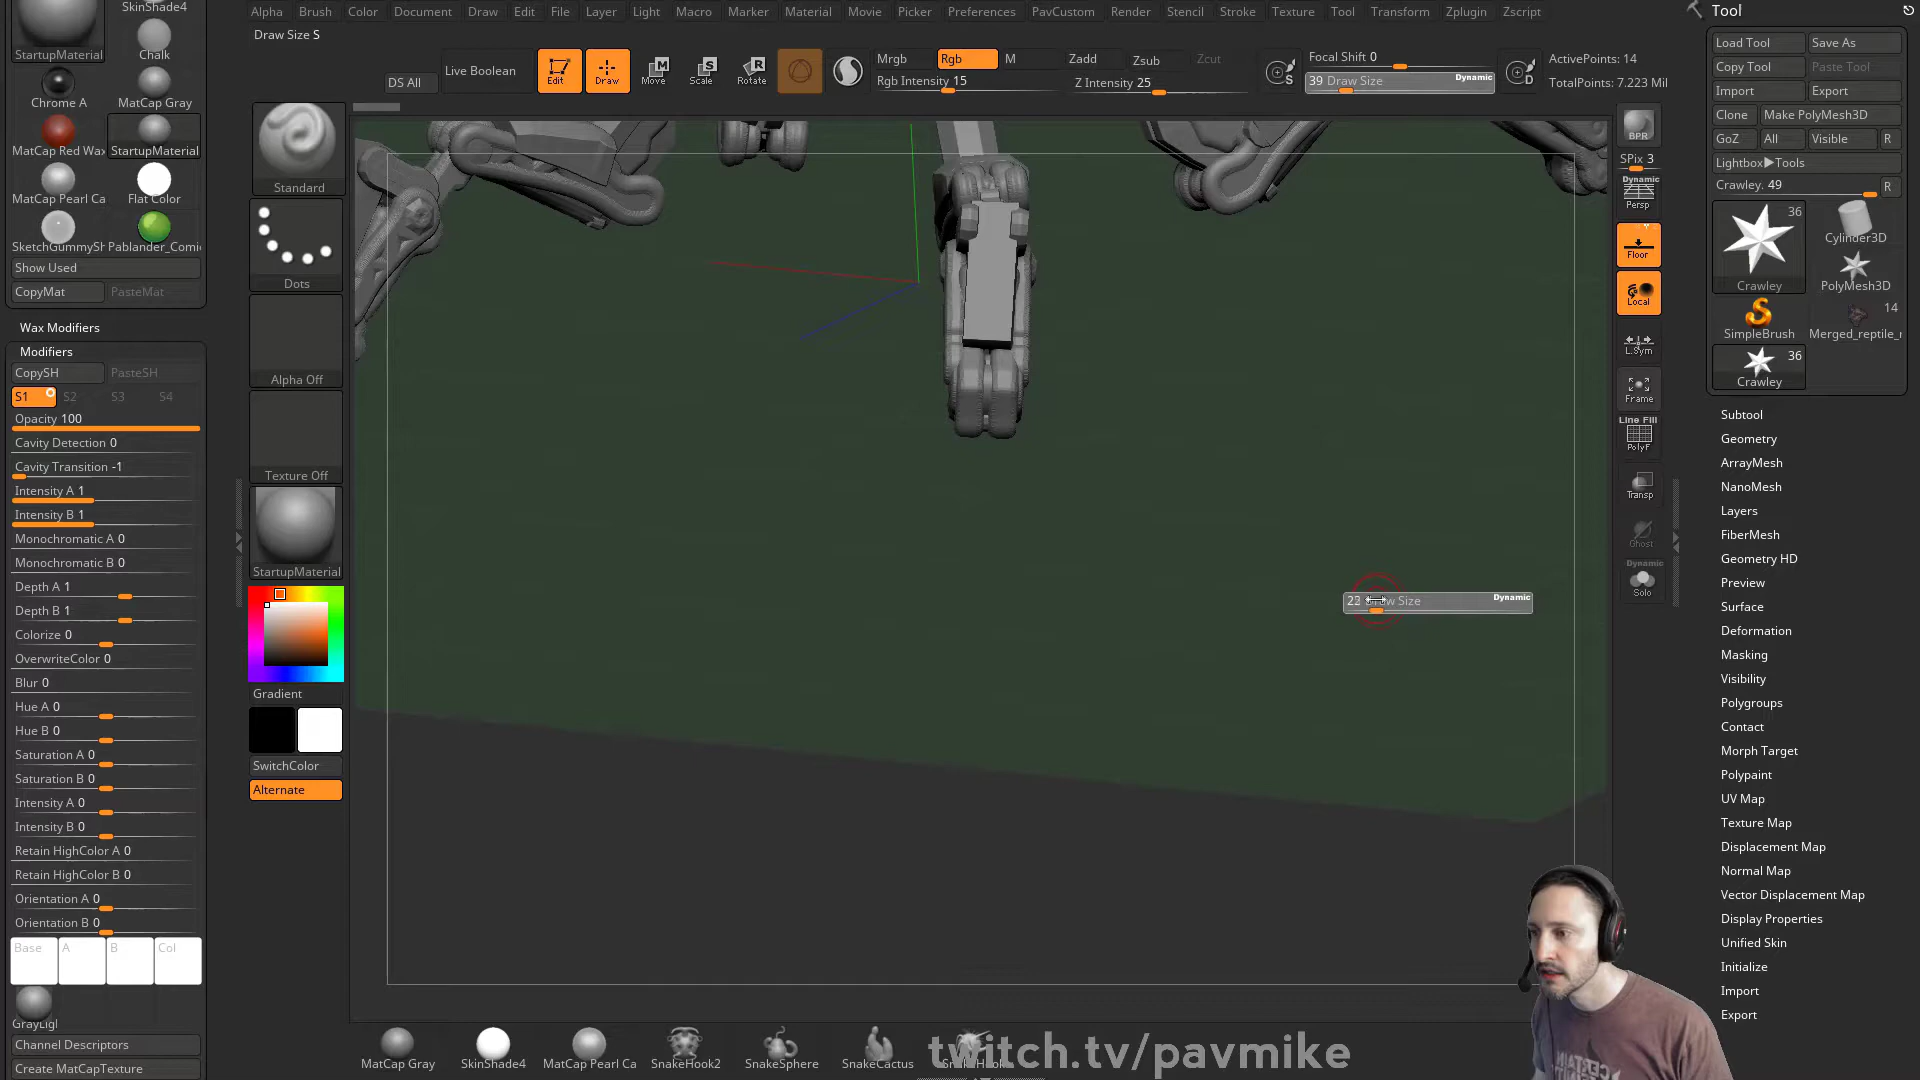 Alpha Brush Color Document Draw Edit File Layer Light Macro Marker Material Movie Picker Preferences PavCustom Render Stencil Stroke Texture Tool Transform Zplugin Zscript
Draw Size S
DS All
Live Boolean
Edit
Draw
Move
Scale
Rotate
Mrgb
Rgb
M
Rgb Intensity 15
Zadd
Zsub
Zcut
Z Intensity 25
Focal Shift 0
39 Draw Size
Dynamic
ActivePoints: 14
TotalPoints: 7.223 Mil
SkinShade4
StartupMaterial
Chalk
Chrome A
MatCap Gray
MatCap Red Wax
StartupMaterial
MatCap Pearl Ca
Flat Color
SketchGummySh
Pablander_Comic
Show Used
CopyMat
PasteMat
Wax Modifiers
Modifiers
CopySH
PasteSH
S1 S2 S3 S4
Opacity 100
Cavity Detection 0
Cavity Transition -1
Intensity A 1
Intensity B 1
Monochromatic A 0
Monochromatic B 0
Depth A 1
Depth B 1
Colorize 0
OverwriteColor 0
Blur 0
Hue A 0
Hue B 0
Saturation A 0
Saturation B 0
Intensity A 0
Intensity B 0
Retain HighColor A 0
Retain HighColor B 0
Orientation A 0
Orientation B 0
Base A B Col
GrayLigl
Channel Descriptors
Create MatCapTexture
Standard
Dots
Alpha Off
Texture Off
StartupMaterial
Gradient
SwitchColor
Alternate
Dynamic
MatCap Gray
SkinShade4
MatCap Pearl Ca
SnakeHook2
SnakeSphere
SnakeCactus
twitch.tv/pavmike
BPR
SPix 3
Dynamic
Persp
Floor
Local
L.Sym
Frame
Line Fill
PolyF
Transp
Ghost
Dynamic
Solo
Tool
Load Tool
Save As
Copy Tool
Paste Tool
Import
Export
Clone
Make PolyMesh3D
GoZ
All
Visible
R
Lightbox▶Tools
Crawley. 49
R
36
Crawley
Cylinder3D
PolyMesh3D
SimpleBrush
14
Merged_reptile_r
36
Crawley
Subtool
Geometry
ArrayMesh
NanoMesh
Layers
FiberMesh
Geometry HD
Preview
Surface
Deformation
Masking
Visibility
Polygroups
Contact
Morph Target
Polypaint
UV Map
Texture Map
Displacement Map
Normal Map
Vector Displacement Map
Display Properties
Unified Skin
Initialize
Import
Export